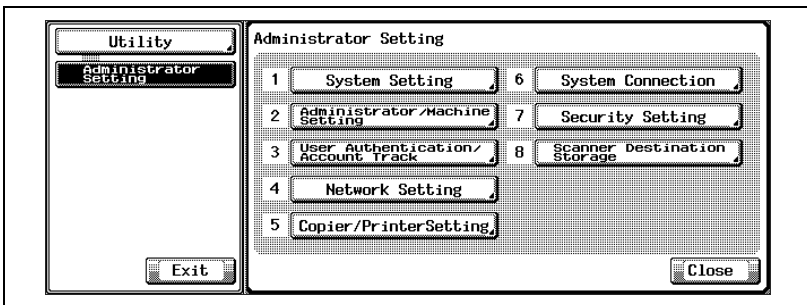 Utility
Administrator
Setting
Exit
Administrator Setting
1 System Setting
2 Administrator/Machine
Setting
3 User Authentication/
Account Track
4 Network Setting
5 Copier/PrinterSetting
6 System Connection
7 Security Setting
8 Scanner Destination
Storage
Close